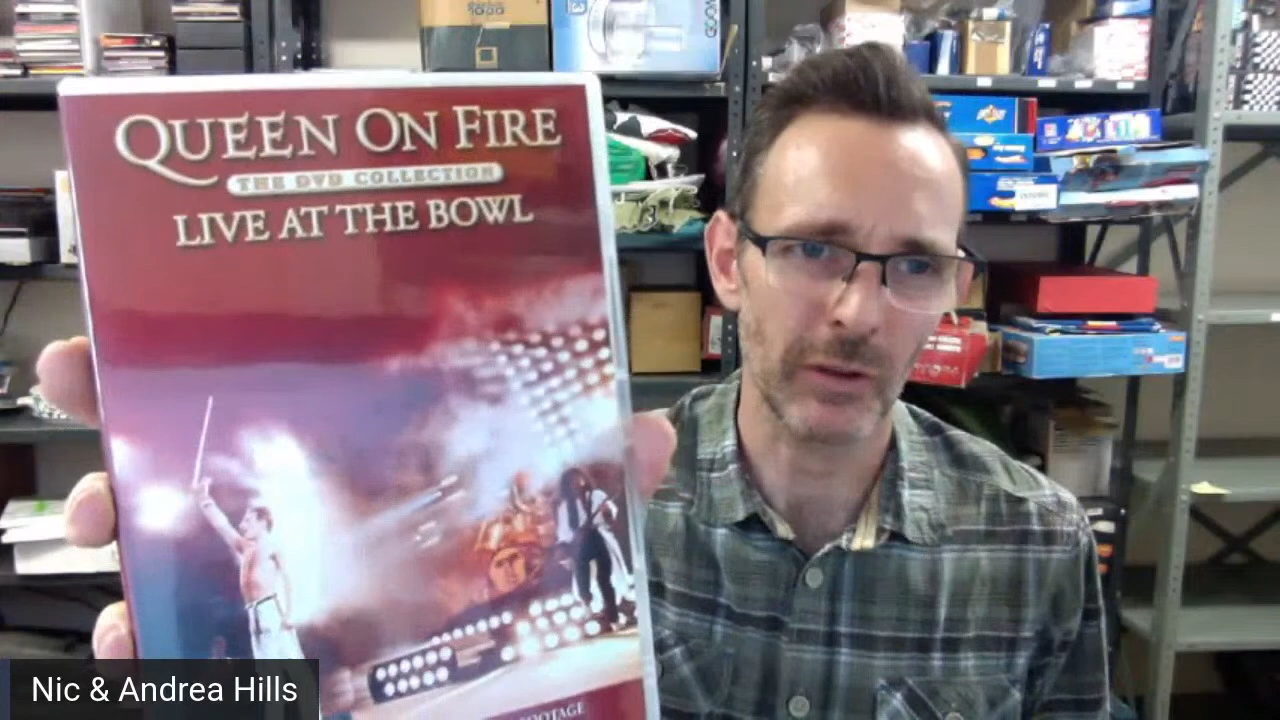 QUEEN ON FIRE
THE DVD COLLECTION
LIVE AT THE BOWL
FOOTAGE
Nic & Andrea Hills